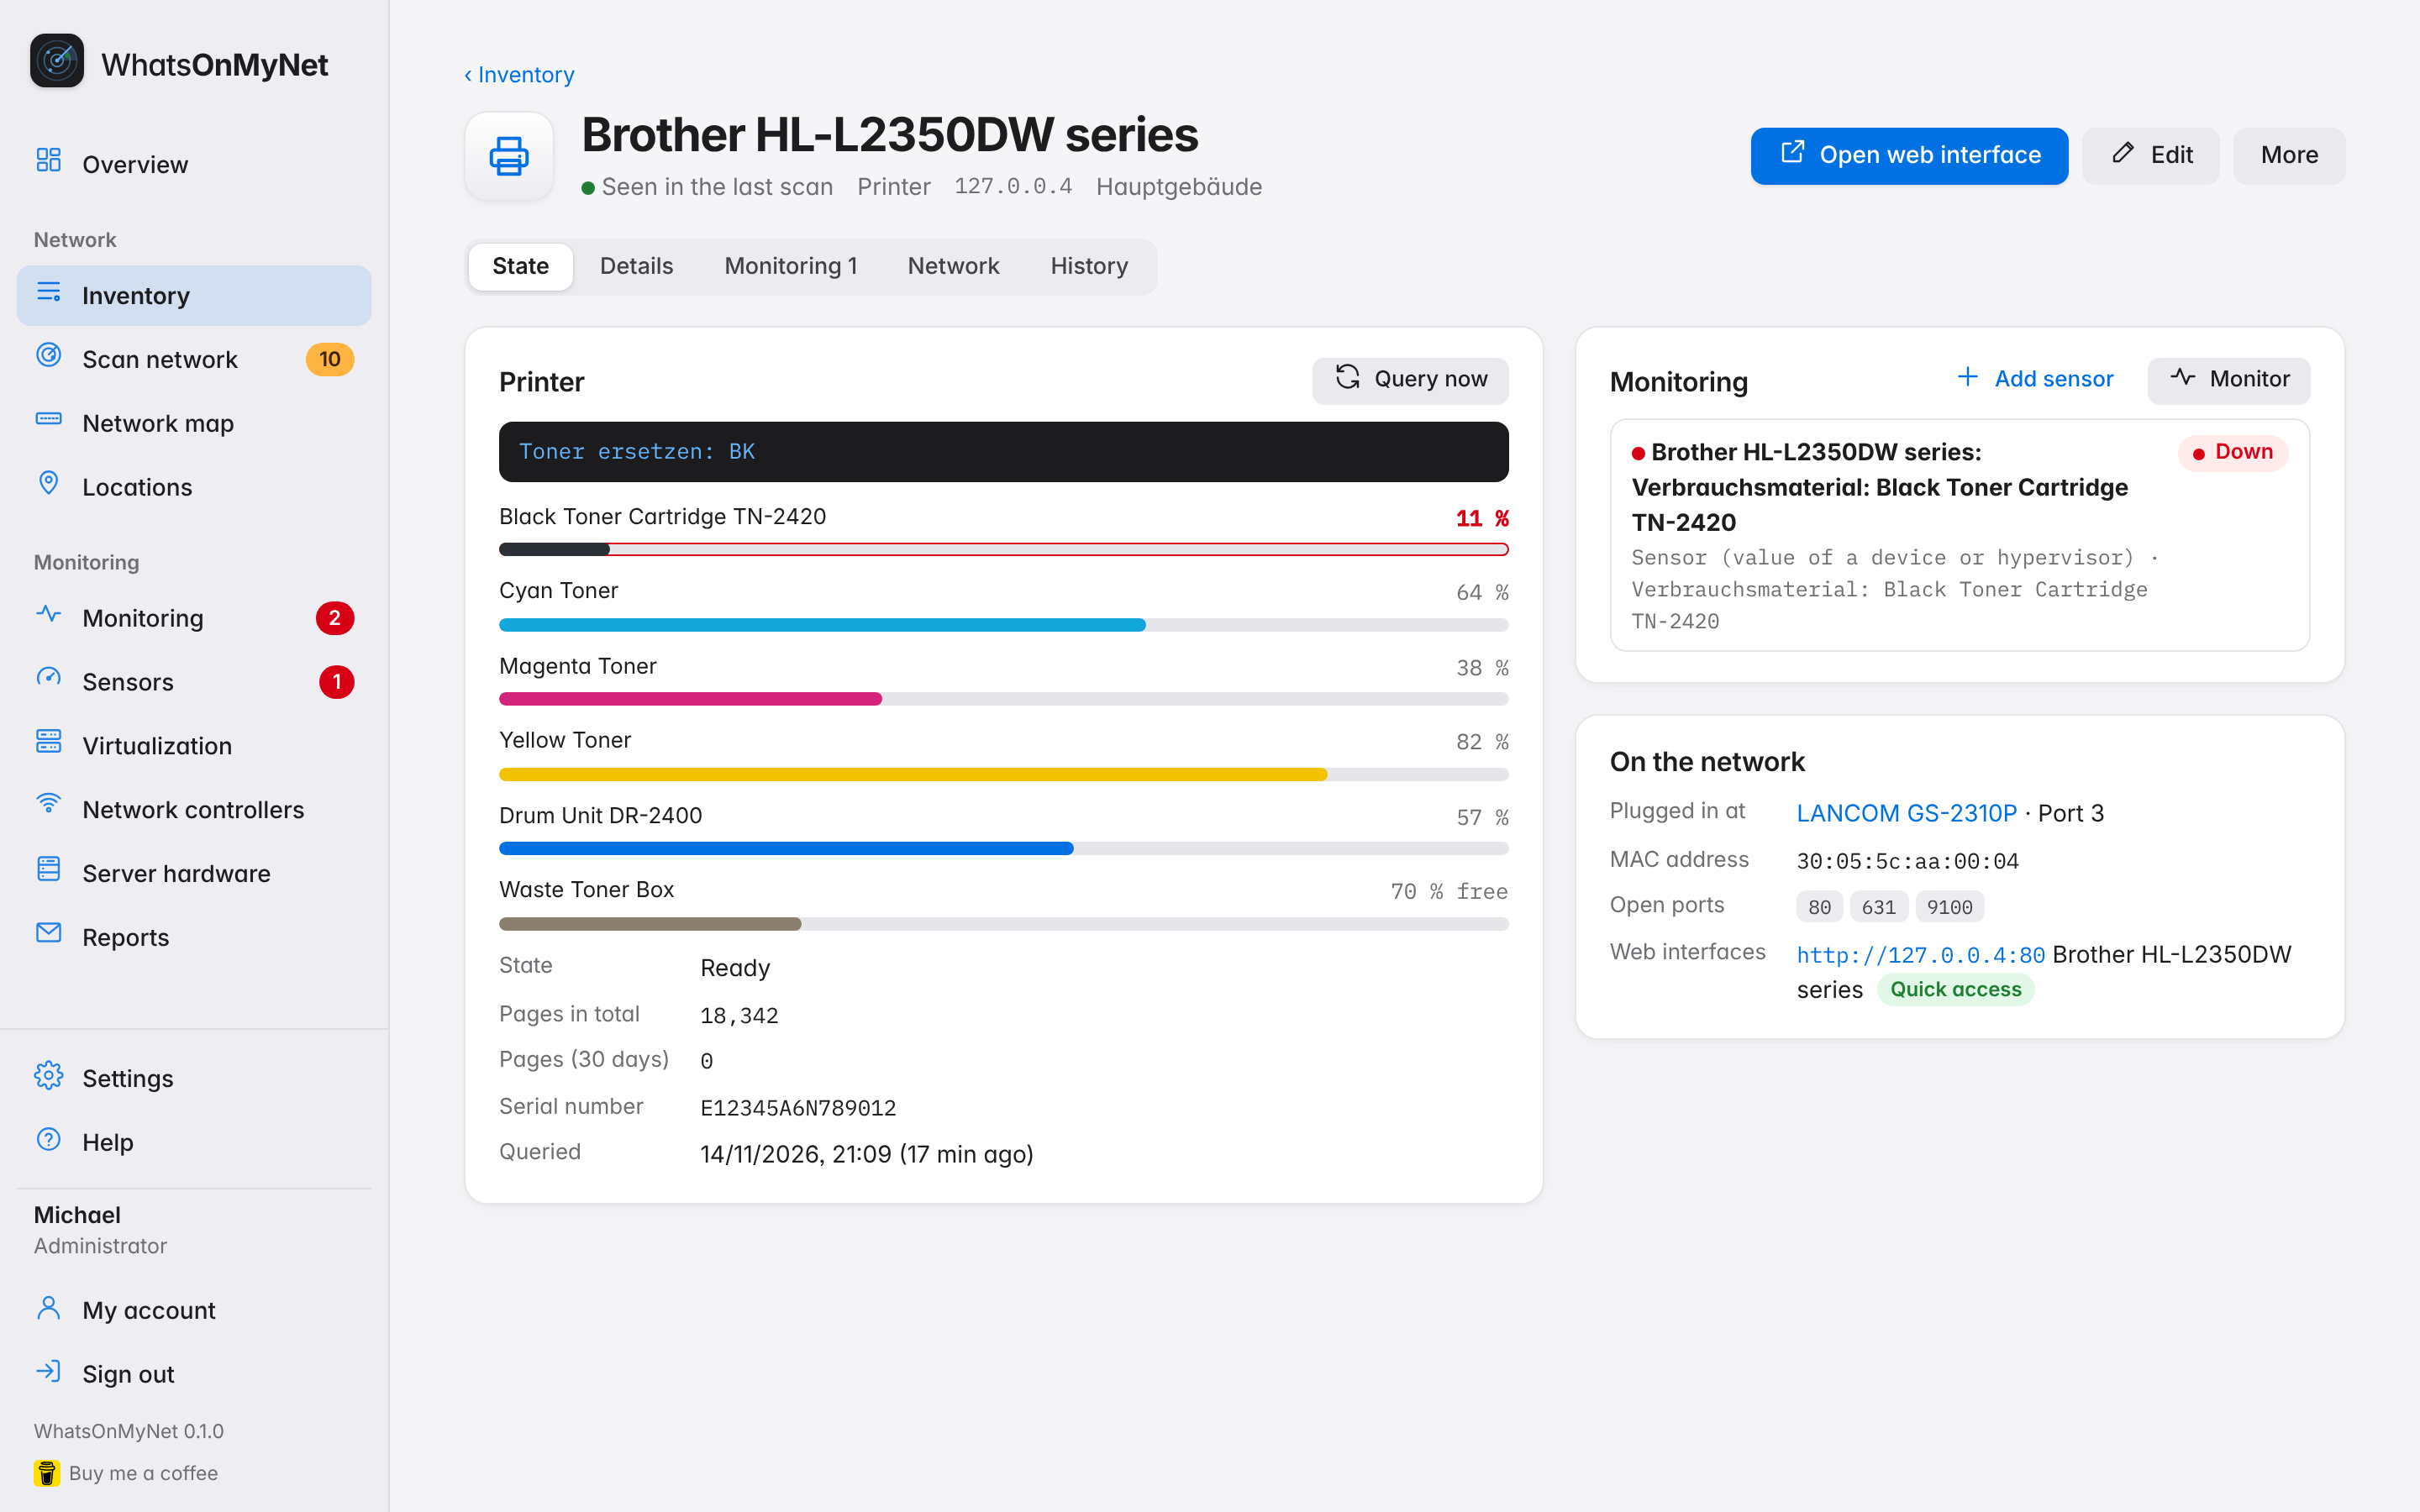 WhatsOnMyNet
Overview
Network
Inventory
Scan network 10
Network map
Locations
Monitoring
Monitoring 2
Sensors 1
Virtualization
Network controllers
Server hardware
Reports
Settings
Help
Michael
Administrator
My account
Sign out
WhatsOnMyNet 0.1.0
Buy me a coffee
‹ Inventory
Brother HL-L2350DW series
Seen in the last scan Printer 127.0.0.4 Hauptgebäude
Open web interface Edit More
State Details Monitoring 1 Network History
Printer Query now
Toner ersetzen: BK
Black Toner Cartridge TN-2420 11 %
Cyan Toner 64 %
Magenta Toner 38 %
Yellow Toner 82 %
Drum Unit DR-2400 57 %
Waste Toner Box 70 % free
State Ready
Pages in total 18,342
Pages (30 days) 0
Serial number E12345A6N789012
Queried 14/11/2026, 21:09 (17 min ago)
Monitoring Add sensor Monitor
Brother HL-L2350DW series: Down
Verbrauchsmaterial: Black Toner Cartridge
TN-2420
Sensor (value of a device or hypervisor) ·
Verbrauchsmaterial: Black Toner Cartridge
TN-2420
On the network
Plugged in at LANCOM GS-2310P · Port 3
MAC address 30:05:5c:aa:00:04
Open ports 80 631 9100
Web interfaces http://127.0.0.4:80 Brother HL-L2350DW
series Quick access